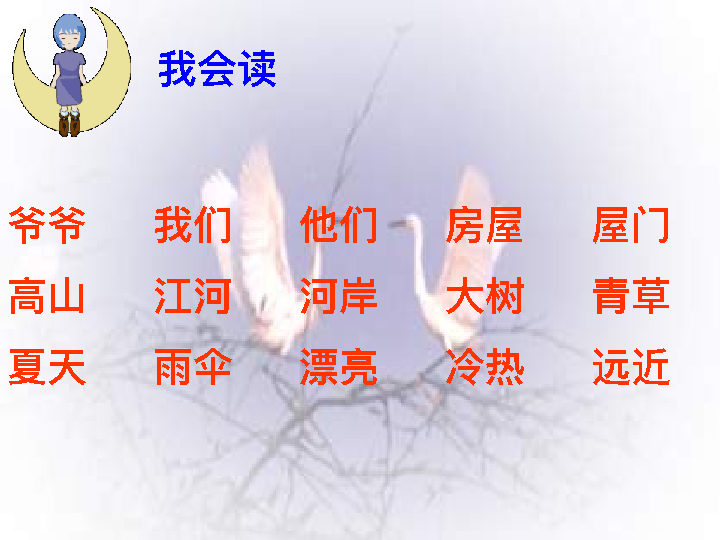 我会读
爷爷 我们 他们 房屋 屋门
高山 江河 河岸 大树 青草
夏天 雨伞 漂亮 冷热 远近